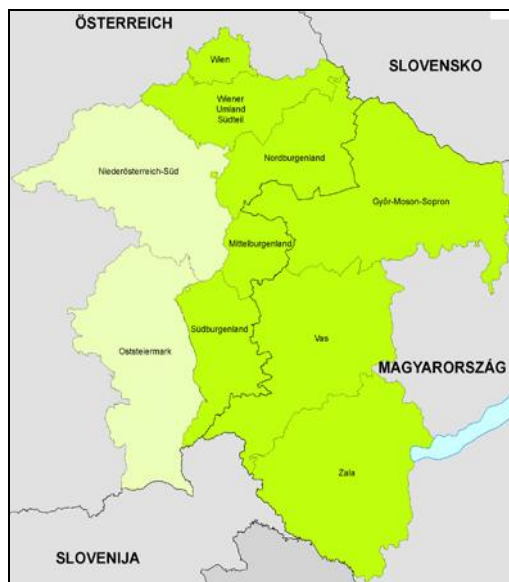 ÖSTERREICH
SLOVENSKO
Wien
Wiener
Umland
Südteil
Nordburgenland
Niederösterreich-Süd
Győr-Moson-Sopron
Mittelburgenland
Südburgenland
Vas
Oststeiermark
MAGYARORSZÁG
Zala
SLOVENIJA